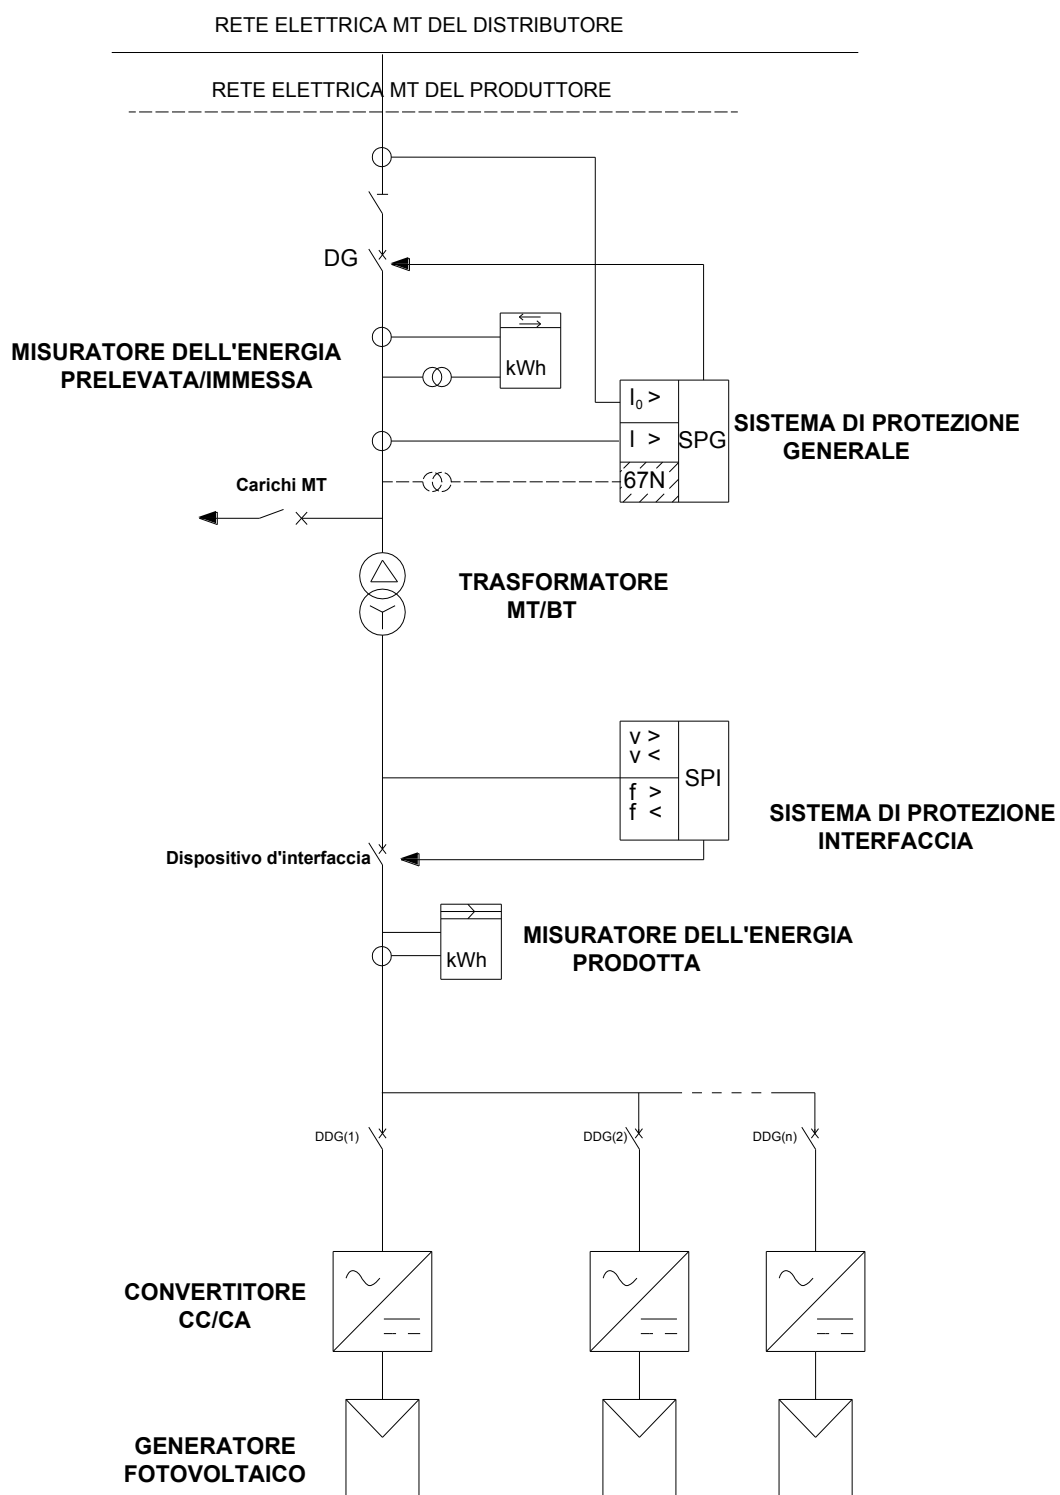 RETE ELETTRICA MT DEL DISTRIBUTORE
RETE ELETTRICA MT DEL PRODUTTORE
DG
MISURATORE DELL'ENERGIA
PRELEVATA/IMMESSA
kWh
I₀ >
I >
67N
SPG
SISTEMA DI PROTEZIONE
GENERALE
Carichi MT
TRASFORMATORE
MT/BT
v >
v <
f >
f <
SPI
SISTEMA DI PROTEZIONE
INTERFACCIA
Dispositivo d'interfaccia
kWh
MISURATORE DELL'ENERGIA
PRODOTTA
DDG(1)
DDG(2)
DDG(n)
CONVERTITORE
CC/CA
GENERATORE
FOTOVOLTAICO